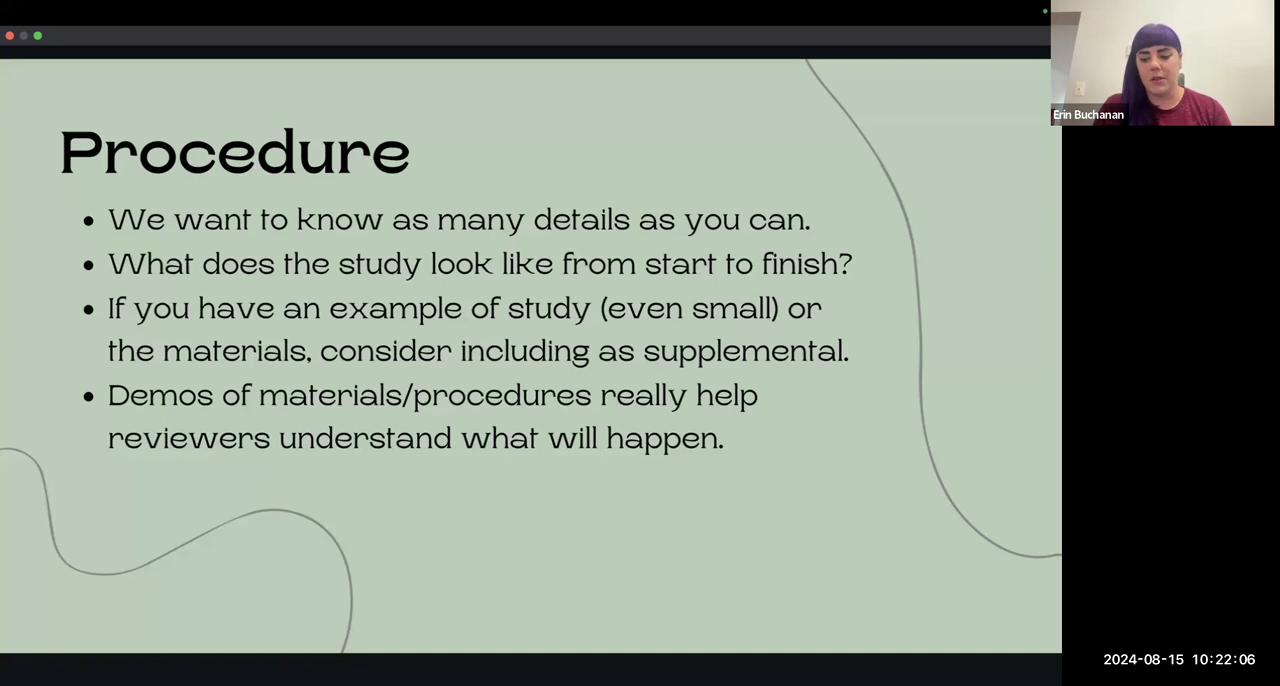 Procedure
We want to know as many details as you can.
What does the study look like from start to finish?
If you have an example of study (even small) or
the materials, consider including as supplemental.
Demos of materials/procedures really help
reviewers understand what will happen.
Erin Buchanan
2024-08-15 10:22:06